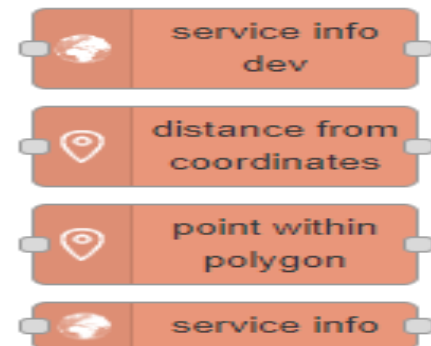 service info
dev
distance from
coordinates
point within
polygon
service info